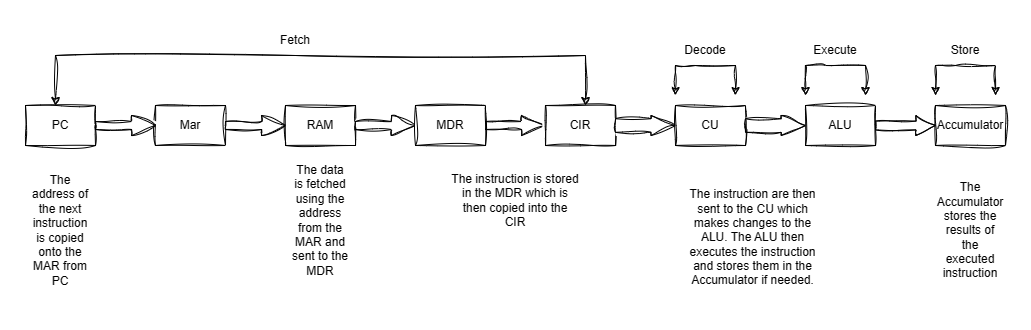 Fetch
Decode
Execute
Store
PC
Mar
RAM
MDR
CIR
CU
ALU
Accumulator
The
address of
the next
instruction
is copied
onto the
MAR from
PC
The data
is fetched
using the
address
from the
MAR and
sent to the
MDR
The instruction is stored
in the MDR which is
then copied into the
CIR
The instruction are then
sent to the CU which
makes changes to the
ALU. The ALU then
executes the instruction
and stores them in the
Accumulator if needed.
The
Accumulator
stores the
results of
the
executed
instruction